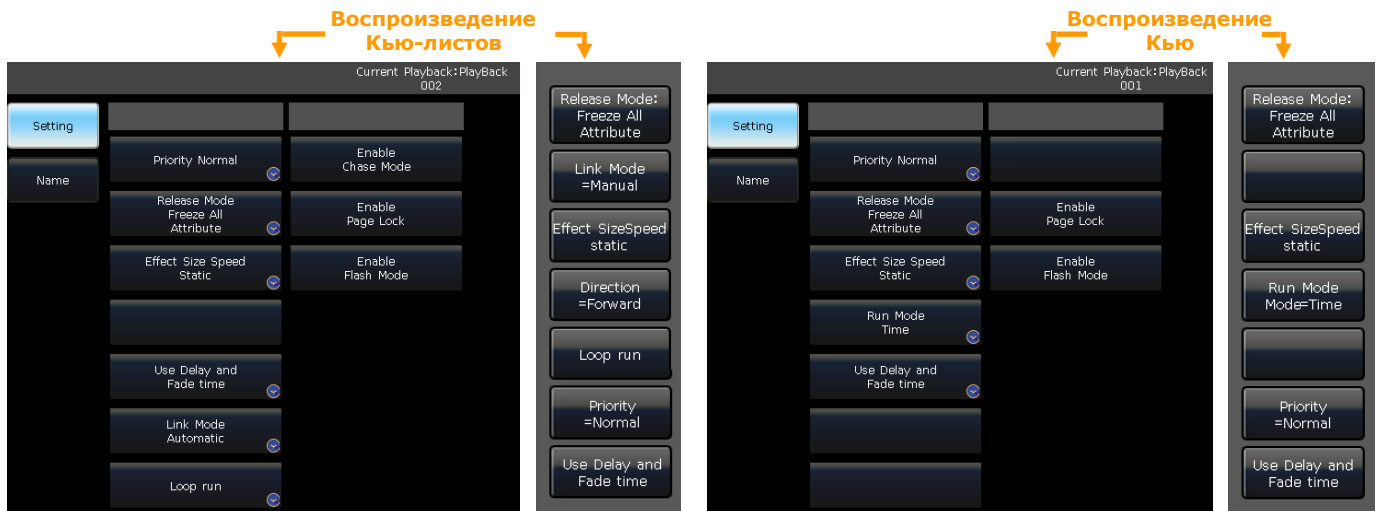 Воспроизведение
Кью-листов
Current Playback:PlayBack
002
Setting
Name
Priority Normal
Release Mode
Freeze All
Attribute
Effect Size Speed
Static
Use Delay and
Fade time
Link Mode
Automatic
Loop run
Enable
Chase Mode
Enable
Page Lock
Enable
Flash Mode
Release Mode:
Freeze All
Attribute
Link Mode
=Manual
Effect SizeSpeed
static
Direction
=Forward
Loop run
Priority
=Normal
Use Delay and
Fade time
Воспроизведение
Кью
Current Playback:PlayBack
001
Setting
Name
Priority Normal
Release Mode
Freeze All
Attribute
Effect Size Speed
Static
Run Mode
Time
Use Delay and
Fade time
Enable
Page Lock
Enable
Flash Mode
Release Mode:
Freeze All
Attribute
Effect SizeSpeed
static
Run Mode
Mode=Time
Priority
=Normal
Use Delay and
Fade time